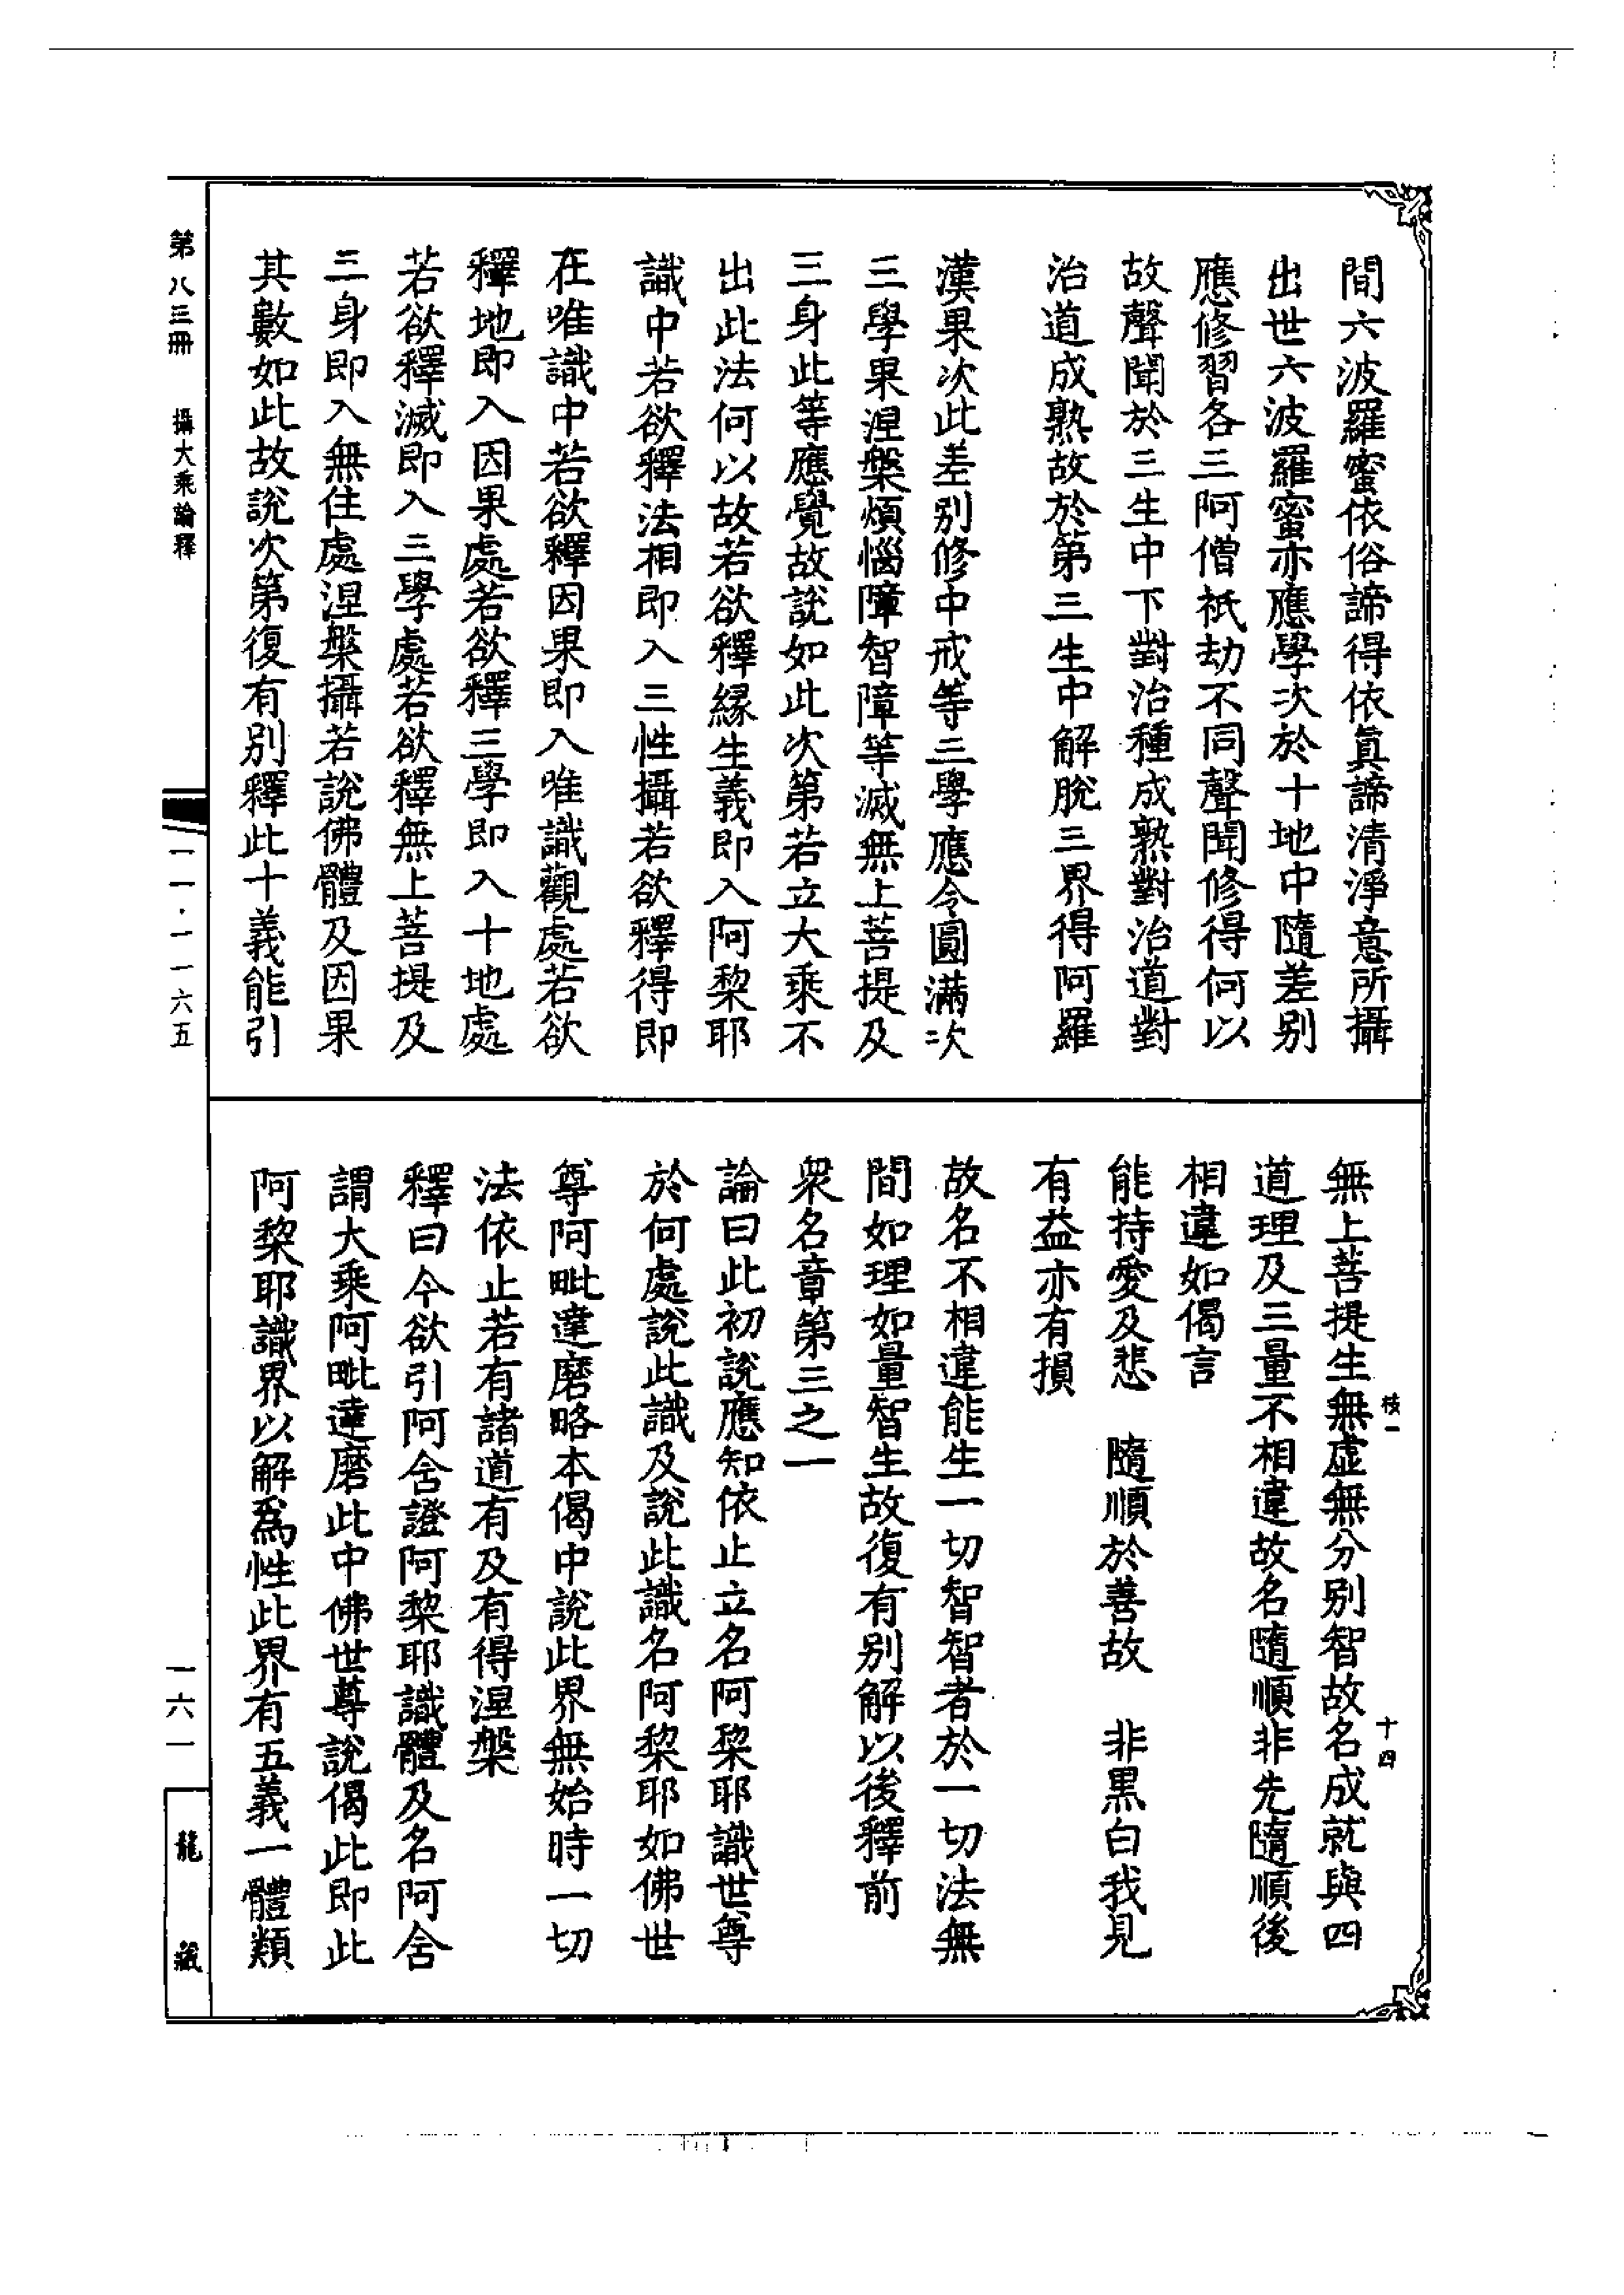 間六波羅蜜依俗諦得依眞諦清淨意所攝
出世六波羅蜜亦應學次於十地中隨差别
應修習各三阿僧祇劫不同聲聞修得何以
故聲聞於三生中下對治種成熟對治道對
治道成熟故於第三生中解脫三界得阿羅
漢果次此差别修中戒等三學應令圓滿次
三學果涅槃煩惱障智障等滅無上菩提及
三身此等應覺故說如此次第若立大乘不
出此法何以故若欲釋緣生義即入阿棃耶
識中若欲釋法相即入三性攝若欲釋得即
在唯識中若欲釋因果即入唯識觀處若欲
釋地即入因果處若欲釋三學即入十地處
若欲釋滅即入三學處若欲釋無上菩提及
三身即入無住處涅槃攝若說佛體及因果
其數如此故說次第復有别釋此十義能引
無上菩提生無虛無分别智故名成就與四
道理及三量不相違故名隨順非先隨順後
相違如偈言
能持愛及悲　隨順於善故　非黑白我見
有益亦有損
故名不相違能生一切智智者於一切法無
間如理如量智生故復有别解以後釋前
衆名章第三之一
論曰此初說應知依止立名阿棃耶識世尊
於何處說此識及說此識名阿棃耶如佛世
尊阿毗達磨略本偈中說此界無始時一切
法依止若有諸道有及有得涅槃
釋曰今欲引阿含證阿棃耶識體及名阿含
謂大乘阿毗達磨此中佛世尊說偈此即此
阿棃耶識界以解爲性此界有五義一體類
核一
十四
第八三冊　攝大乘論釋
一一·一一六五
一六一
龍藏